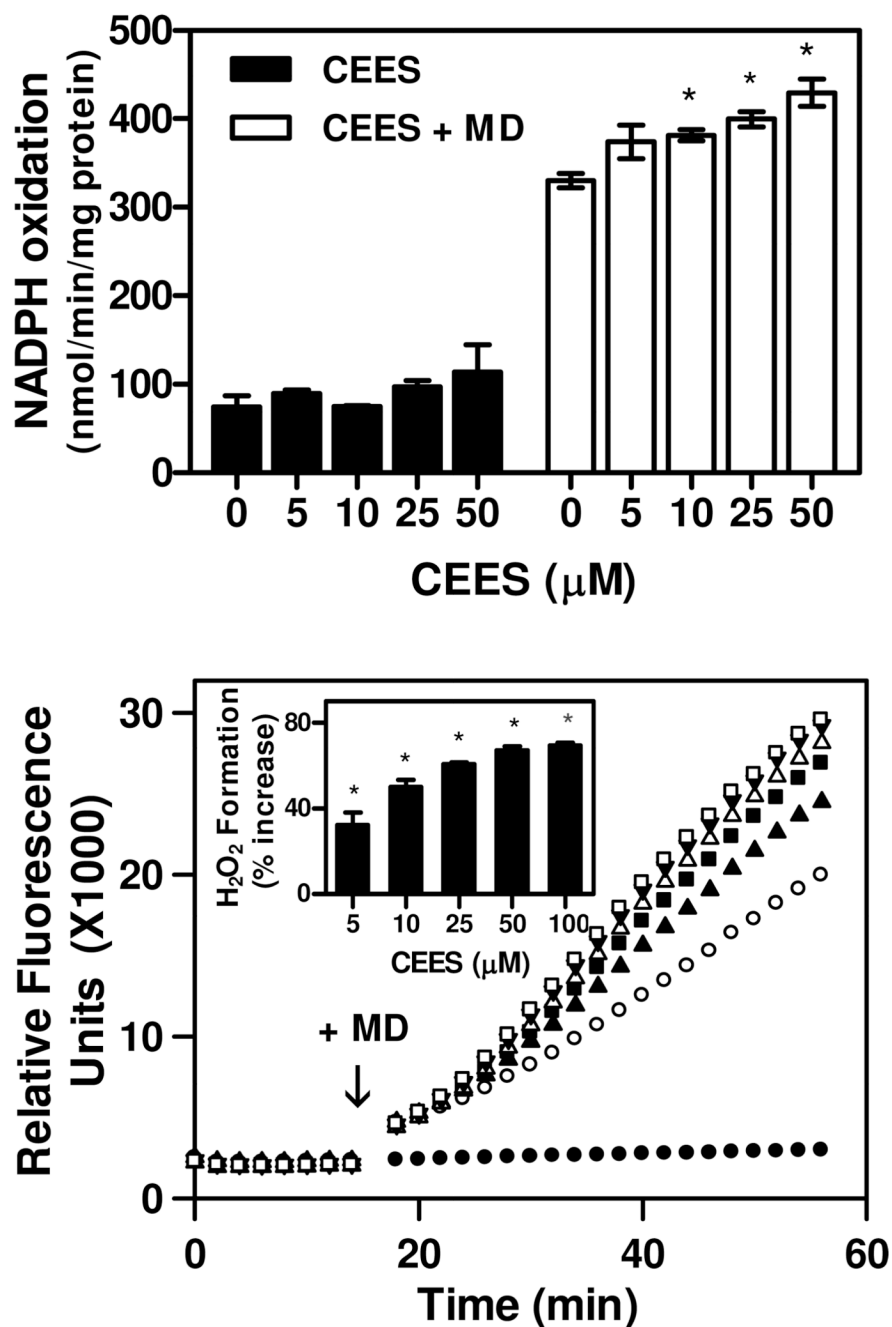 NADPH oxidation
(nmol/min/mg protein)
500
400
300
200
100
0
CEES
CEES + MD
* * *
0 5 10 25 50 0 5 10 25 50
CEES (μM)
Relative Fluorescence
Units (X1000)
30
20
10
0
H2O2 Formation
(% increase)
80
40
0
* * * * *
5 10 25 50 100
CEES (μM)
+ MD
0 20 40 60
Time (min)